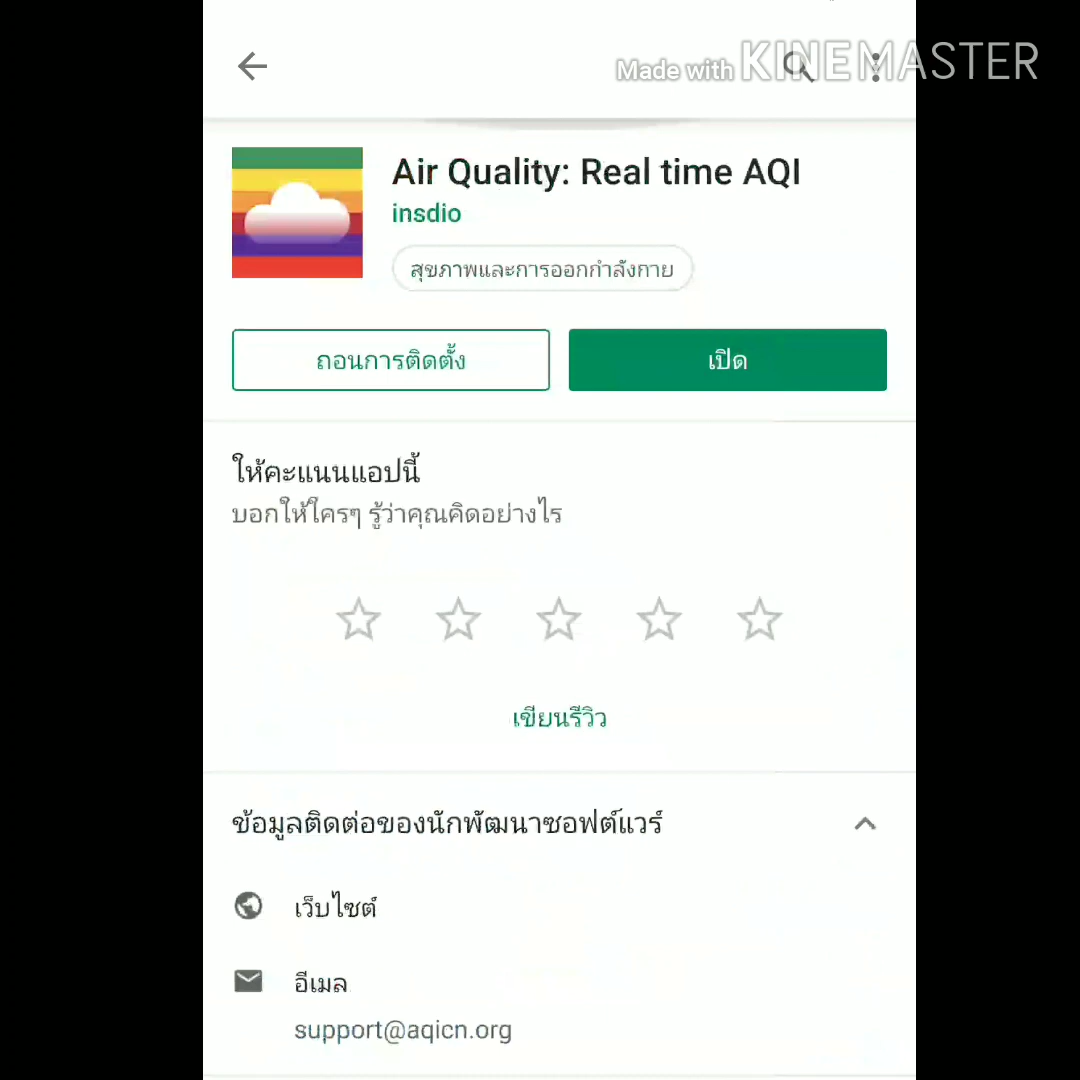 Made with KINEMASTER
Air Quality: Real time AQI
insdio
สุขภาพและการออกกำลังกาย
ถอนการติดตั้ง
เปิด
ให้คะแนนแอปนี้
บอกให้ใครๆ รู้ว่าคุณคิดอย่างไร
เขียนรีวิว
ข้อมูลติดต่อของนักพัฒนาซอฟต์แวร์
เว็บไซต์
อีเมล
support@aqicn.org